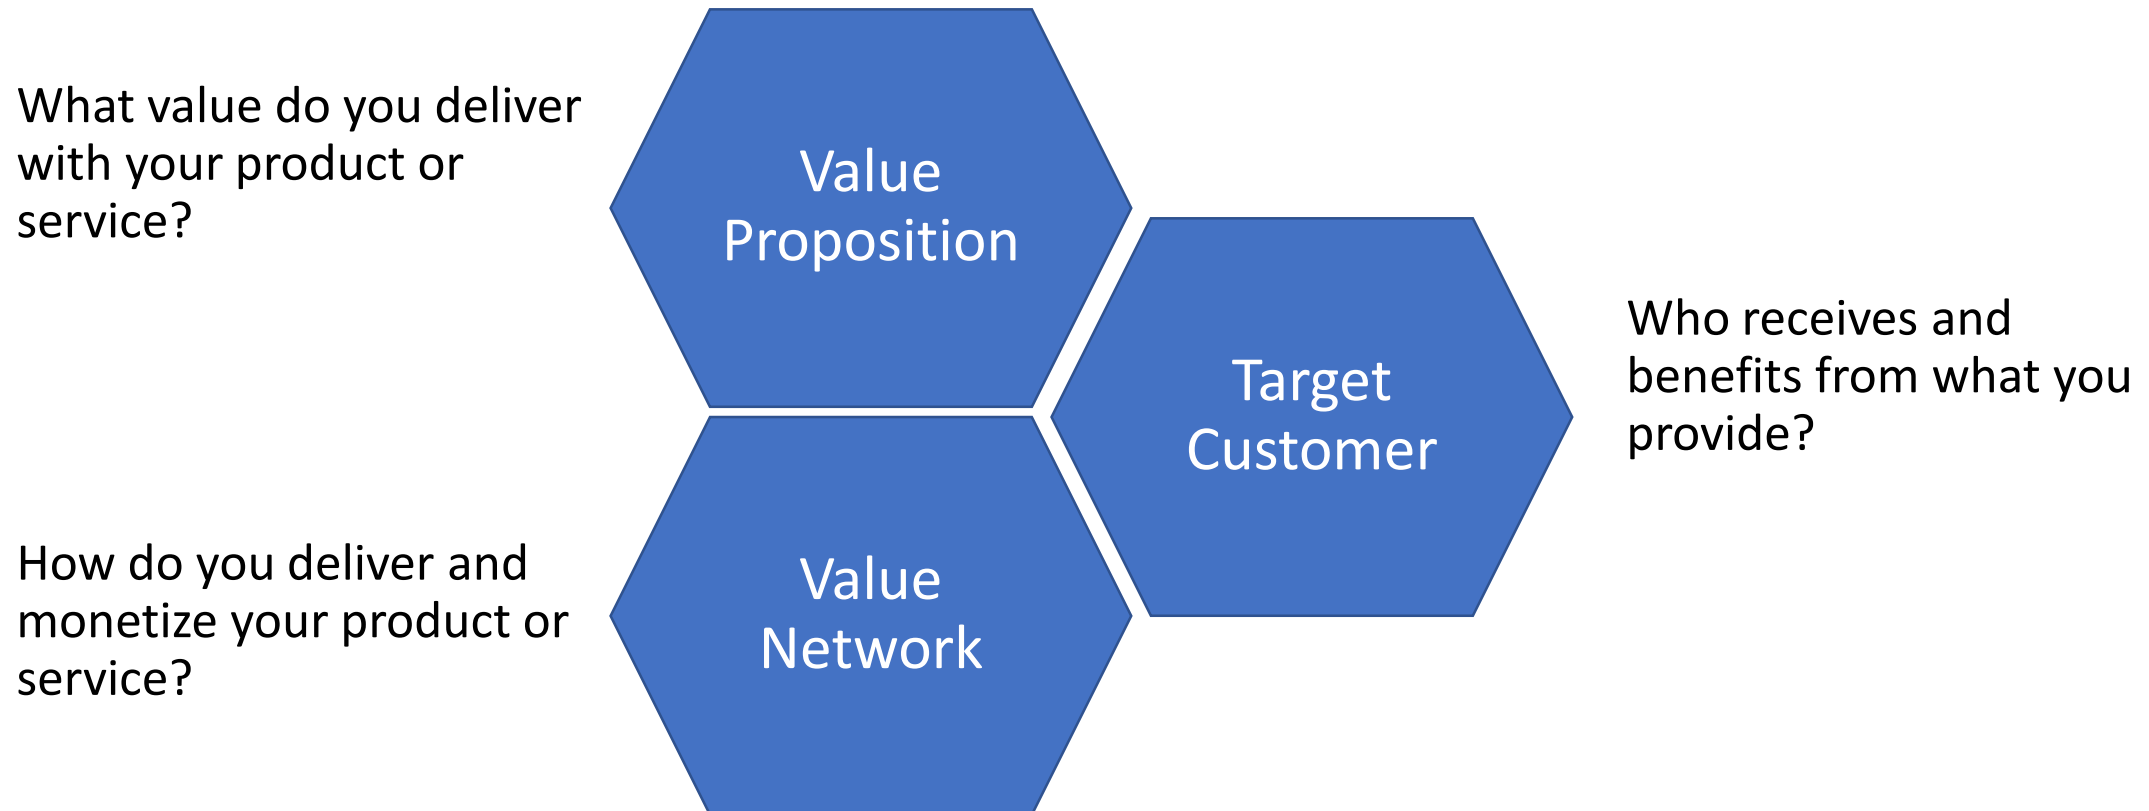 What value do you deliver
with your product or
service?
Value
Proposition
Target
Customer
Who receives and
benefits from what you
provide?
How do you deliver and
monetize your product or
service?
Value
Network